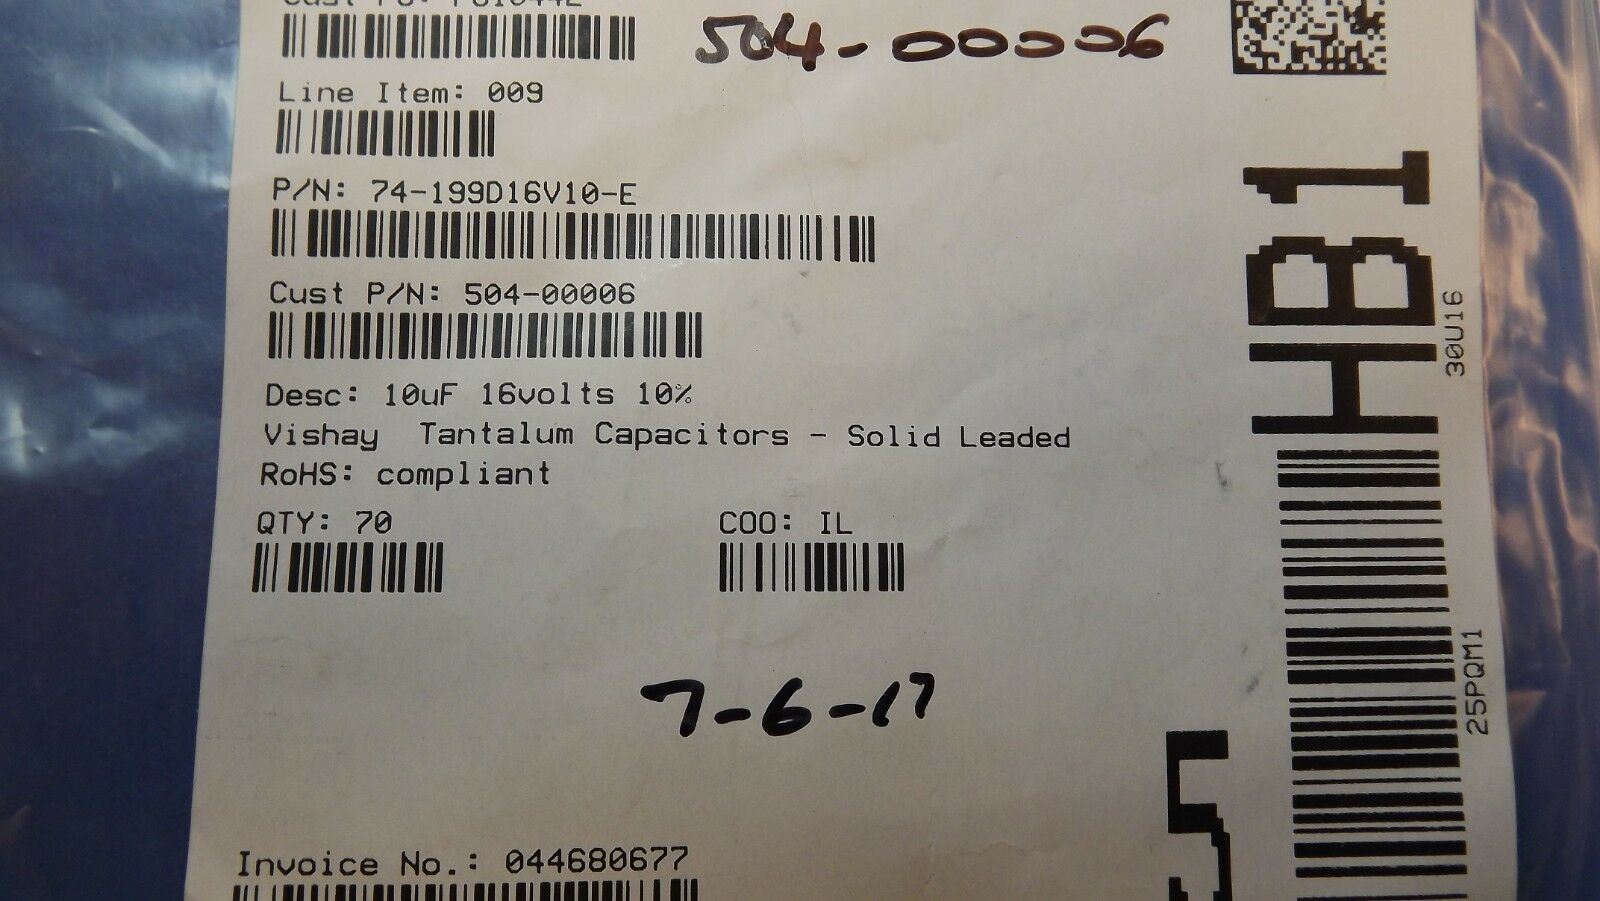 504-00006
Line Item: 009
P/N: 74-199D16V10-E
Cust P/N: 504-00006
Desc: 10uF 16volts 10%
Vishay Tantalum Capacitors - Solid Leaded
RoHS: compliant
QTY: 70
COO: IL
7-6-17
Invoice No.: 044680677
HB1
30U16
25PQM1
5